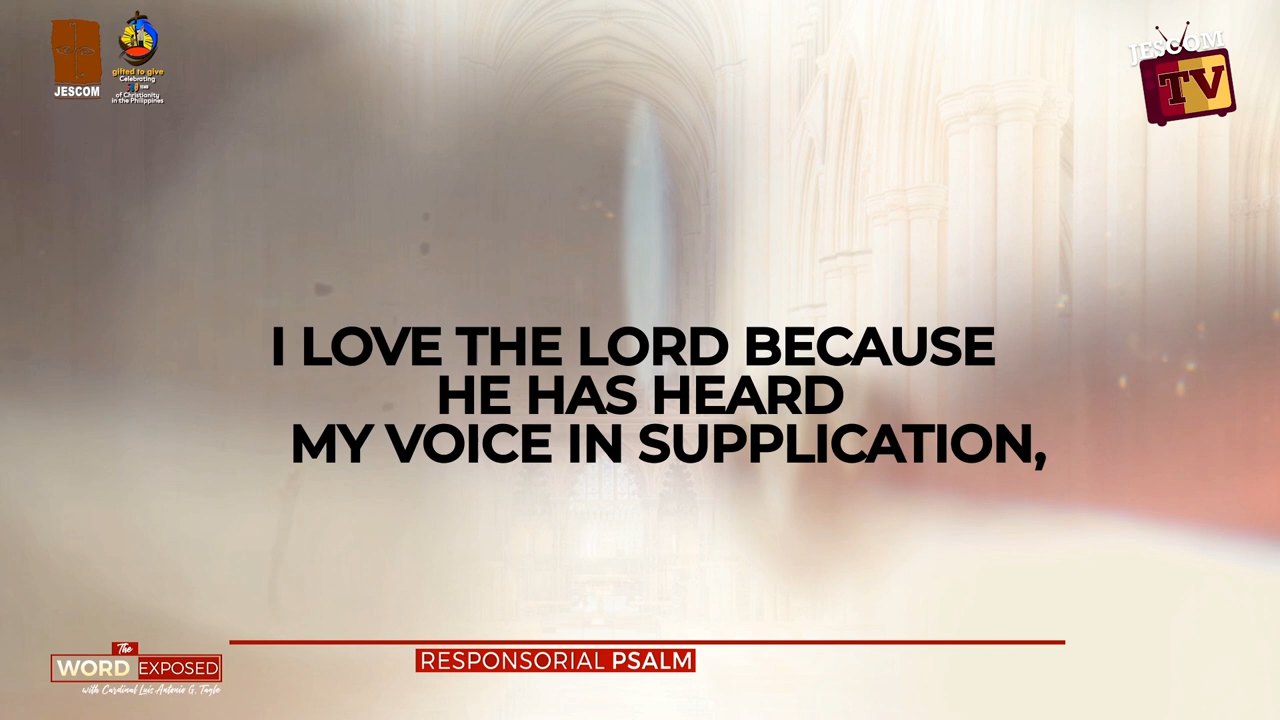 JESCOM
gifted to give
Celebrating
of Christianity
in the Philippines
JESCOM
TV
I LOVE THE LORD BECAUSE
HE HAS HEARD
MY VOICE IN SUPPLICATION,
The
WORD EXPOSED
with Cardinal Luis Antonio G. Tagle
RESPONSORIAL PSALM